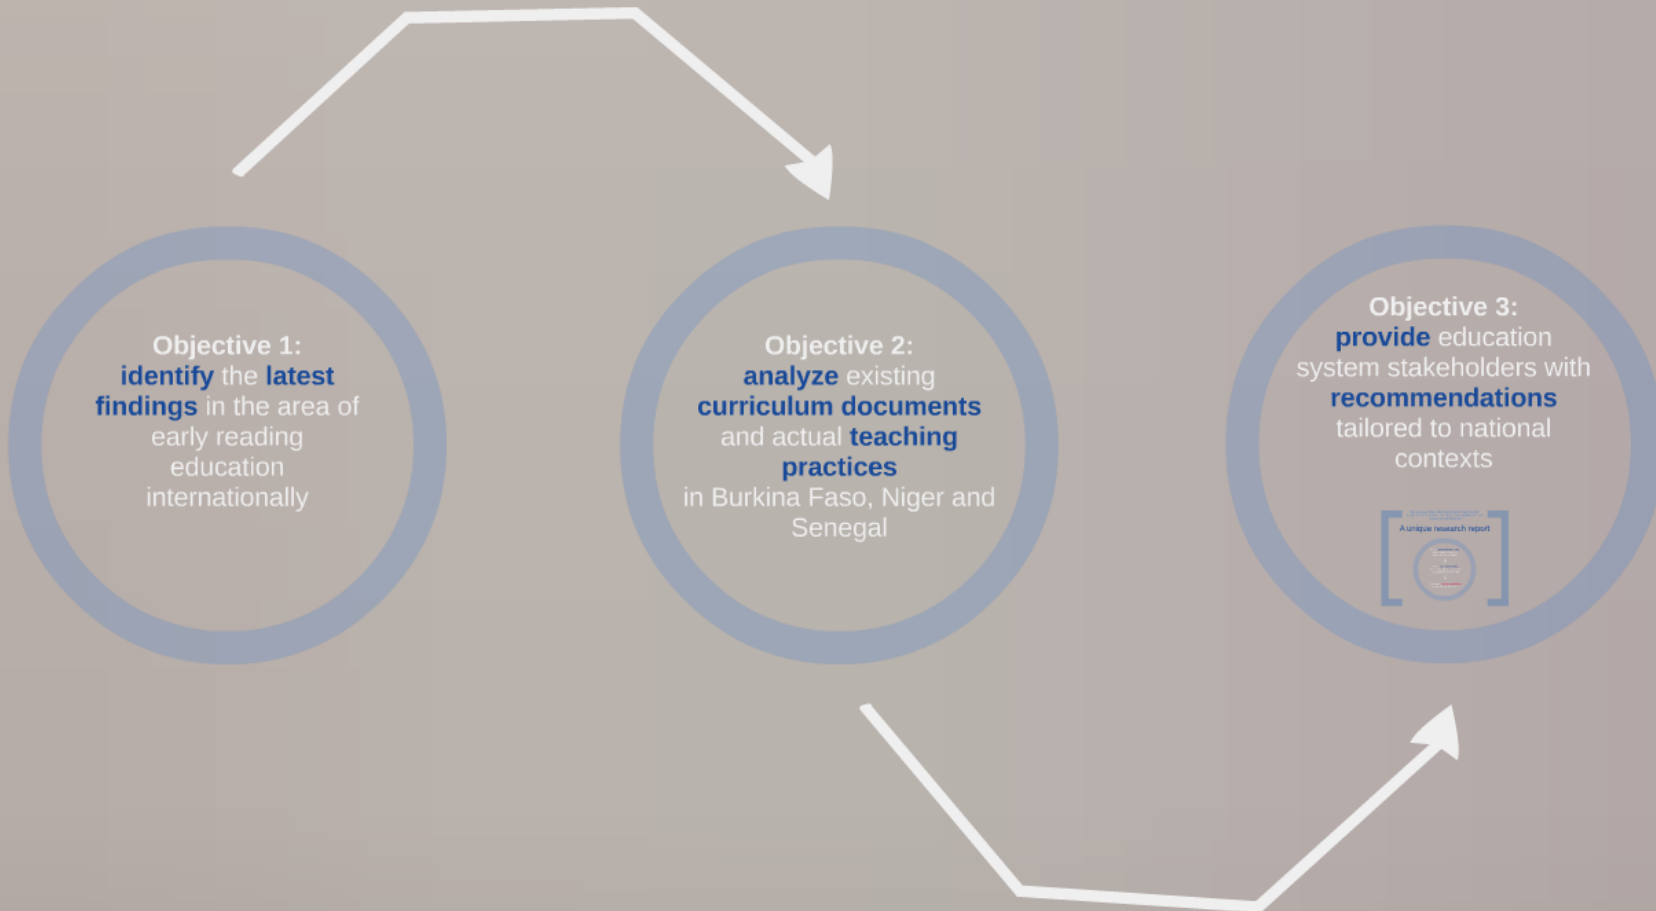 Objective 1:
identify the latest
findings in the area of
early reading
education
internationally
Objective 2:
analyze existing
curriculum documents
and actual teaching
practices
in Burkina Faso, Niger and
Senegal
Objective 3:
provide education
system stakeholders with
recommendations
tailored to national
contexts
A unique research report